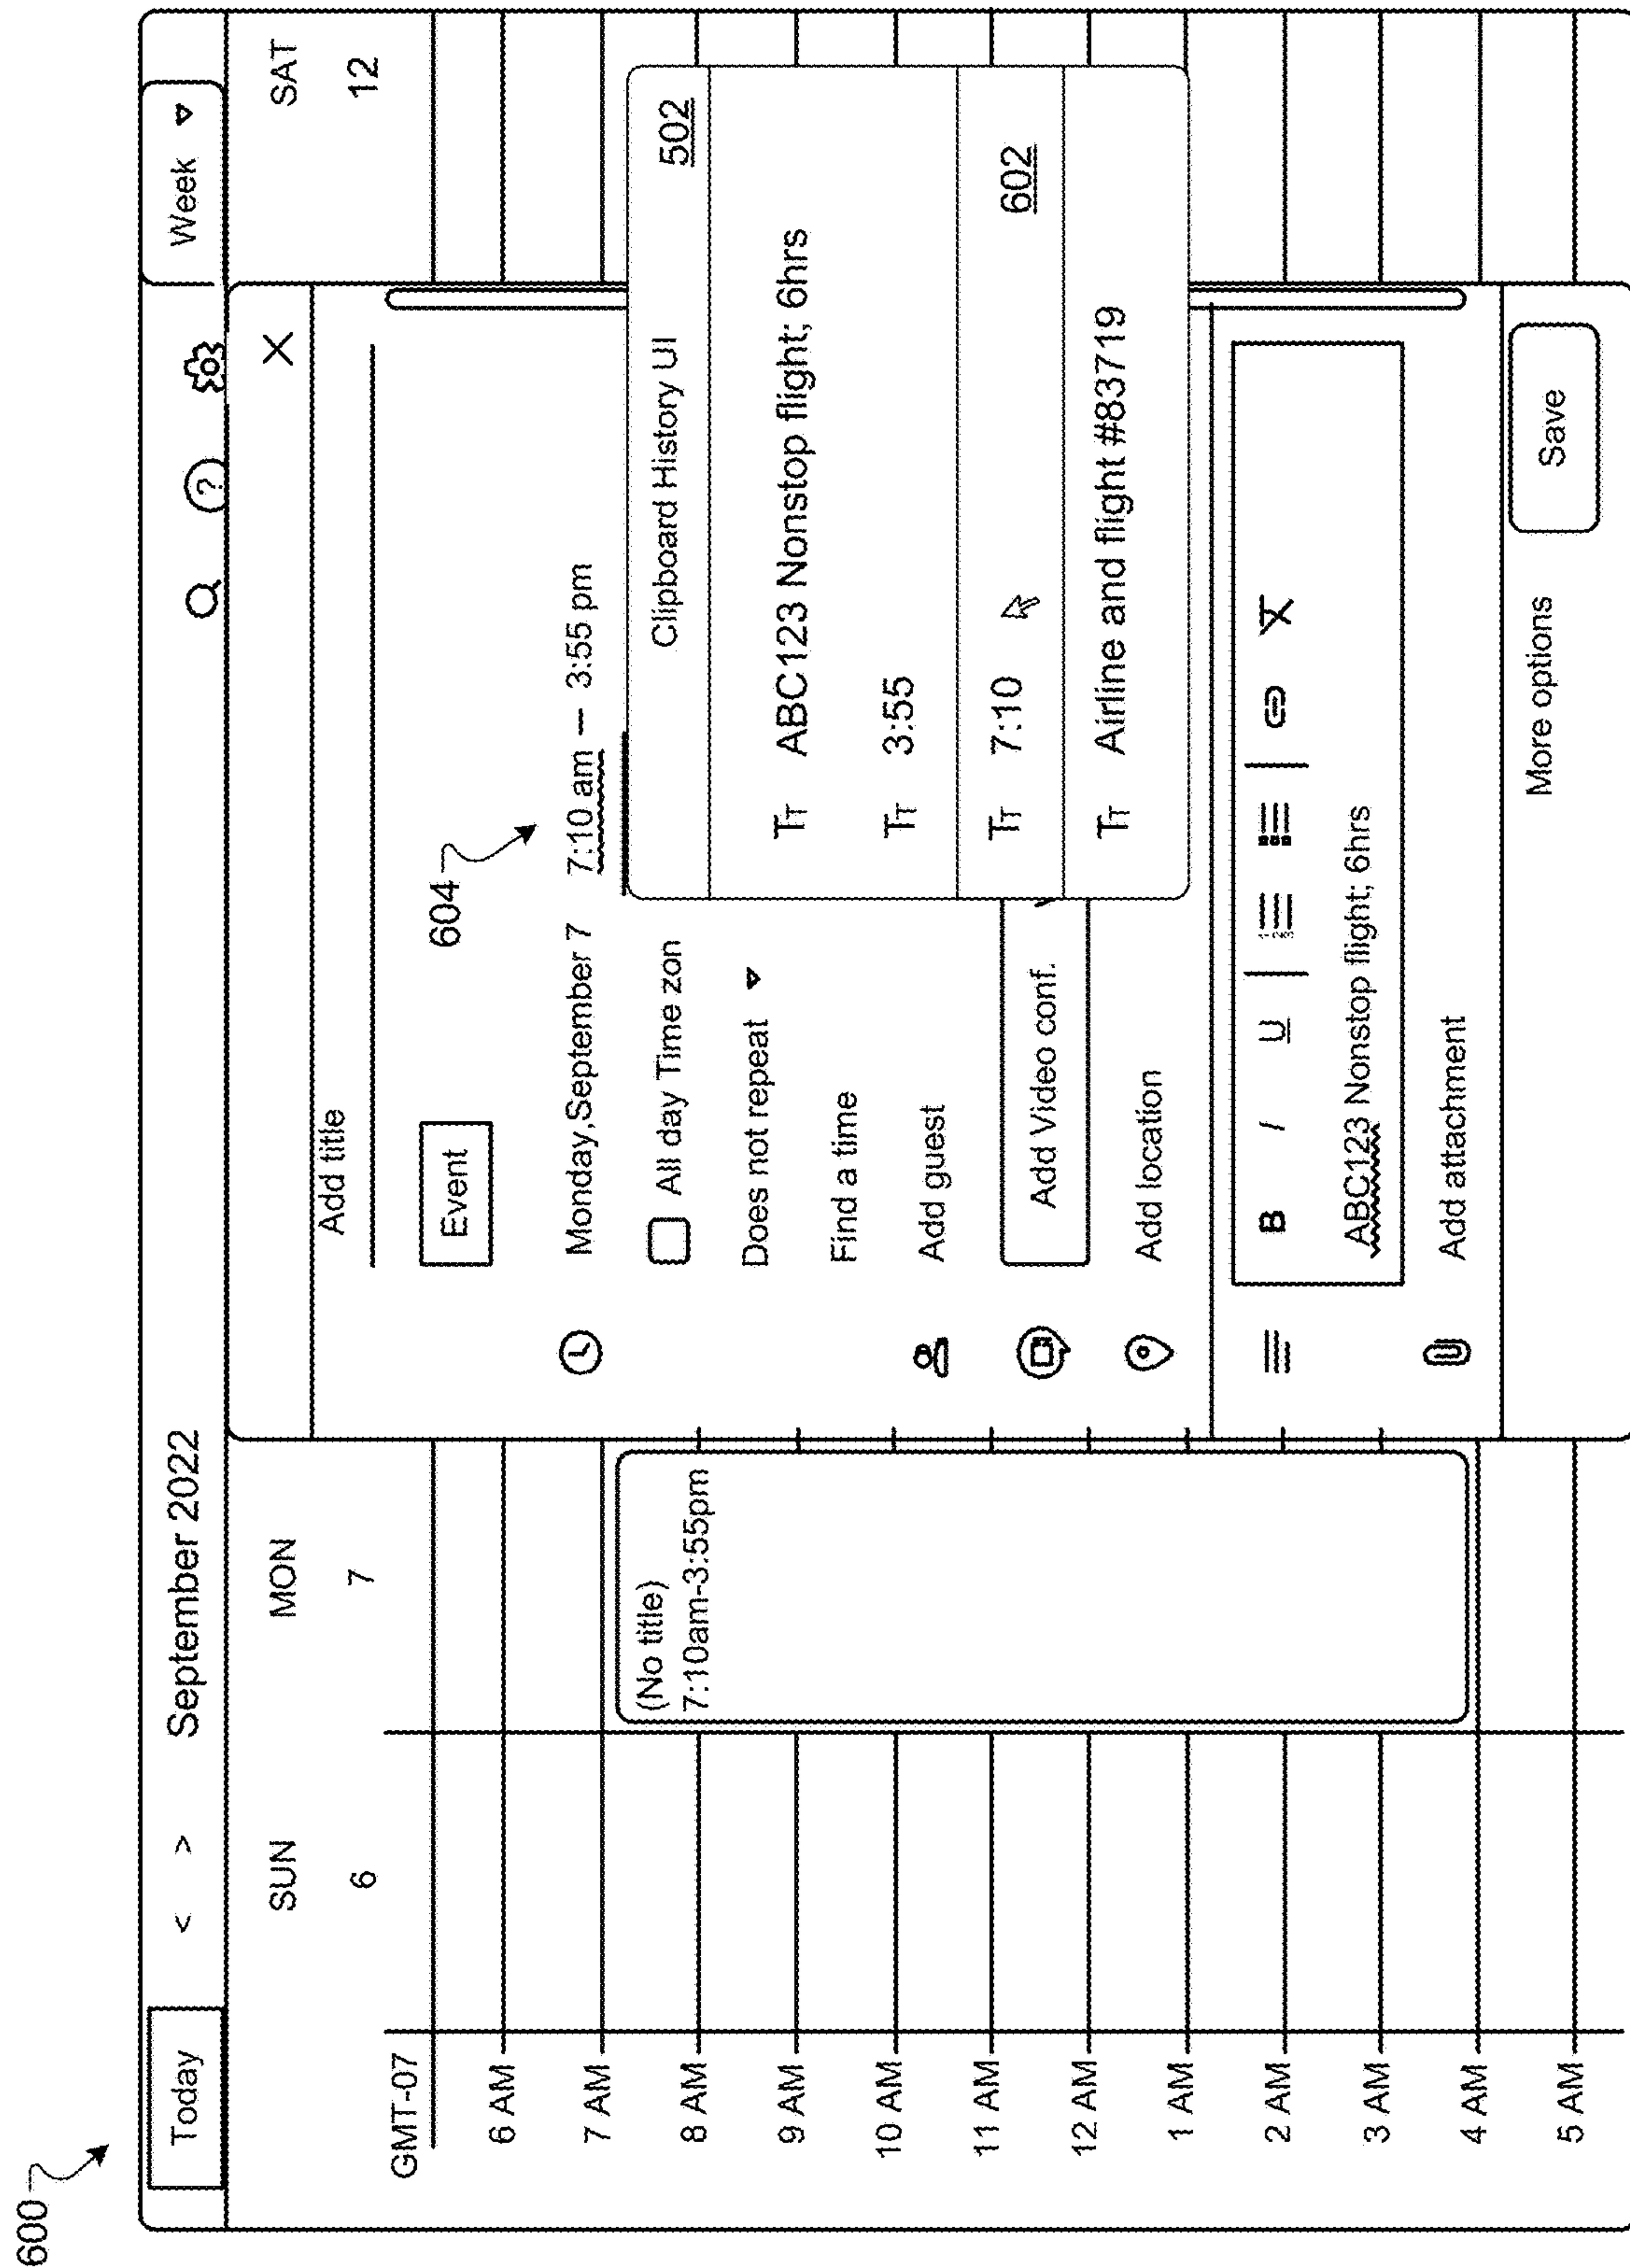 600
Today < > September 2022 Week
SUN MON SAT
6 7 12
GMT-07
6 AM
7 AM
8 AM
9 AM
10 AM
11 AM
12 AM
1 AM
2 AM
3 AM
4 AM
5 AM
(No title)
7:10am-3:55pm
Add title
Event
604
Monday,September 7 7:10 am — 3:55 pm
All day Time zon
Does not repeat
Find a time
Add guest
Add Video conf.
Add location
B I U
ABC123 Nonstop flight; 6hrs
Add attachment
More options
Save
Clipboard History UI 502
TT ABC123 Nonstop flight; 6hrs
TT 3:55
TT 7:10 602
TT Airline and flight #83719